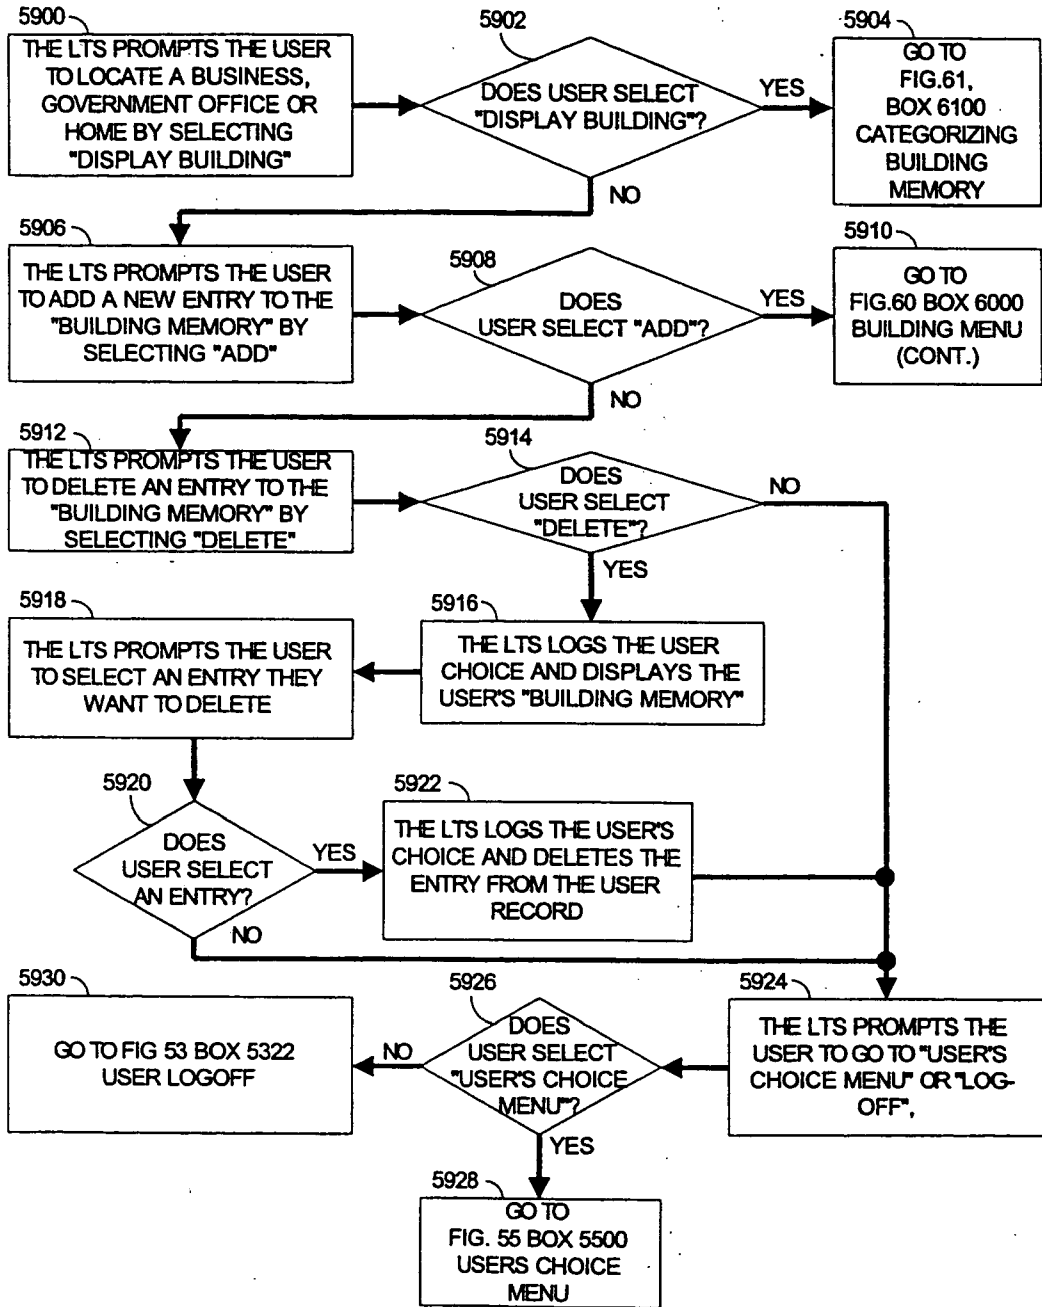 5900
THE LTS PROMPTS THE USER
TO LOCATE A BUSINESS,
GOVERNMENT OFFICE OR
HOME BY SELECTING
"DISPLAY BUILDING"
5902
DOES USER SELECT
"DISPLAY BUILDING"?
YES
NO
5904
GO TO
FIG.61,
BOX 6100
CATEGORIZING
BUILDING
MEMORY
5906
THE LTS PROMPTS THE USER
TO ADD A NEW ENTRY TO THE
"BUILDING MEMORY" BY
SELECTING "ADD"
5908
DOES
USER SELECT "ADD"?
YES
NO
5910
GO TO
FIG.60 BOX 6000
BUILDING MENU
(CONT.)
5912
THE LTS PROMPTS THE USER
TO DELETE AN ENTRY TO THE
"BUILDING MEMORY" BY
SELECTING "DELETE"
5914
DOES
USER SELECT
"DELETE"?
NO
YES
5916
THE LTS LOGS THE USER
CHOICE AND DISPLAYS THE
USER'S "BUILDING MEMORY"
5918
THE LTS PROMPTS THE USER
TO SELECT AN ENTRY THEY
WANT TO DELETE
5920
DOES
USER SELECT
AN ENTRY?
YES
NO
5922
THE LTS LOGS THE USER'S
CHOICE AND DELETES THE
ENTRY FROM THE USER
RECORD
5924
THE LTS PROMPTS THE
USER TO GO TO "USER'S
CHOICE MENU" OR "LOG-
OFF",
5926
DOES
USER SELECT
"USER'S CHOICE
MENU"?
NO
YES
5930
GO TO FIG 53 BOX 5322
USER LOGOFF
5928
GO TO
FIG. 55 BOX 5500
USERS CHOICE
MENU